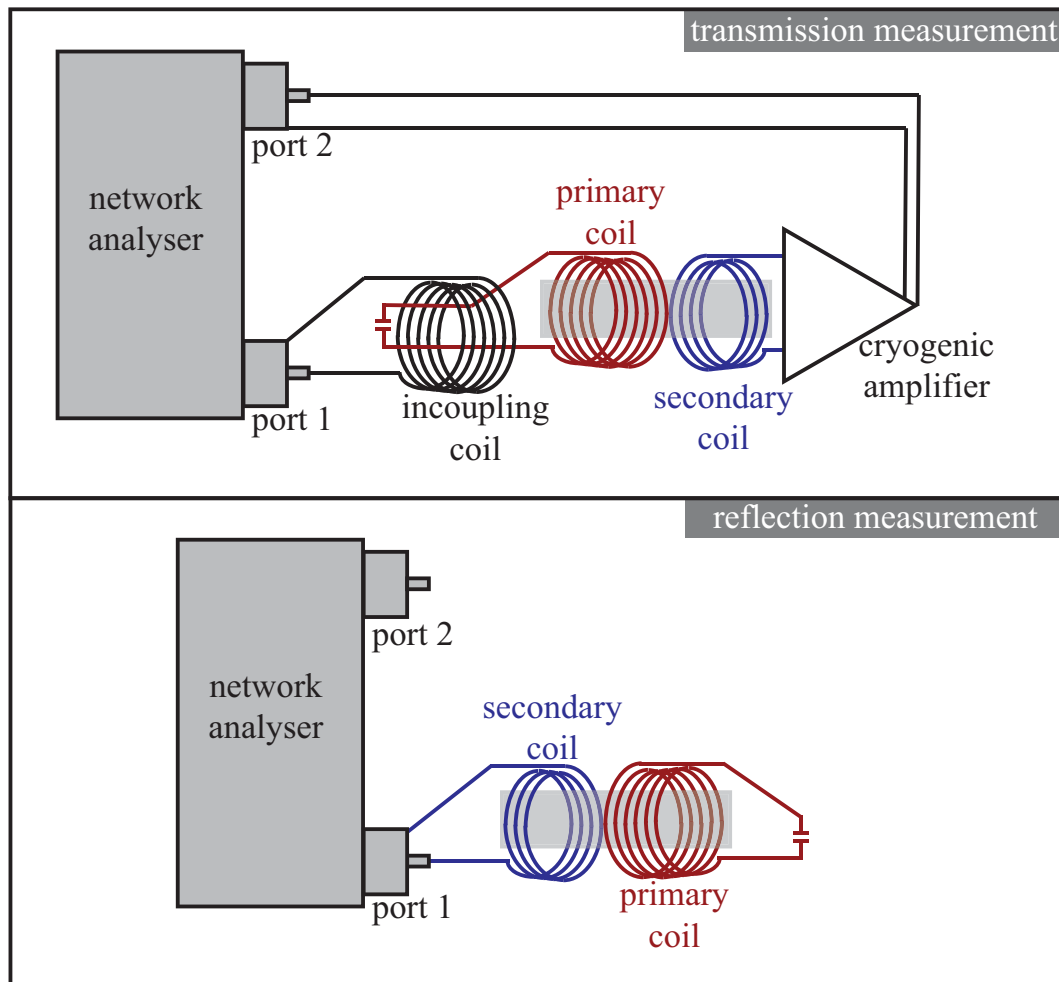 transmission measurement
port 2
network
analyser
primary
coil
port 1
incoupling
coil
secondary
coil
cryogenic
amplifier
reflection measurement
port 2
network
analyser
secondary
coil
port 1
primary
coil